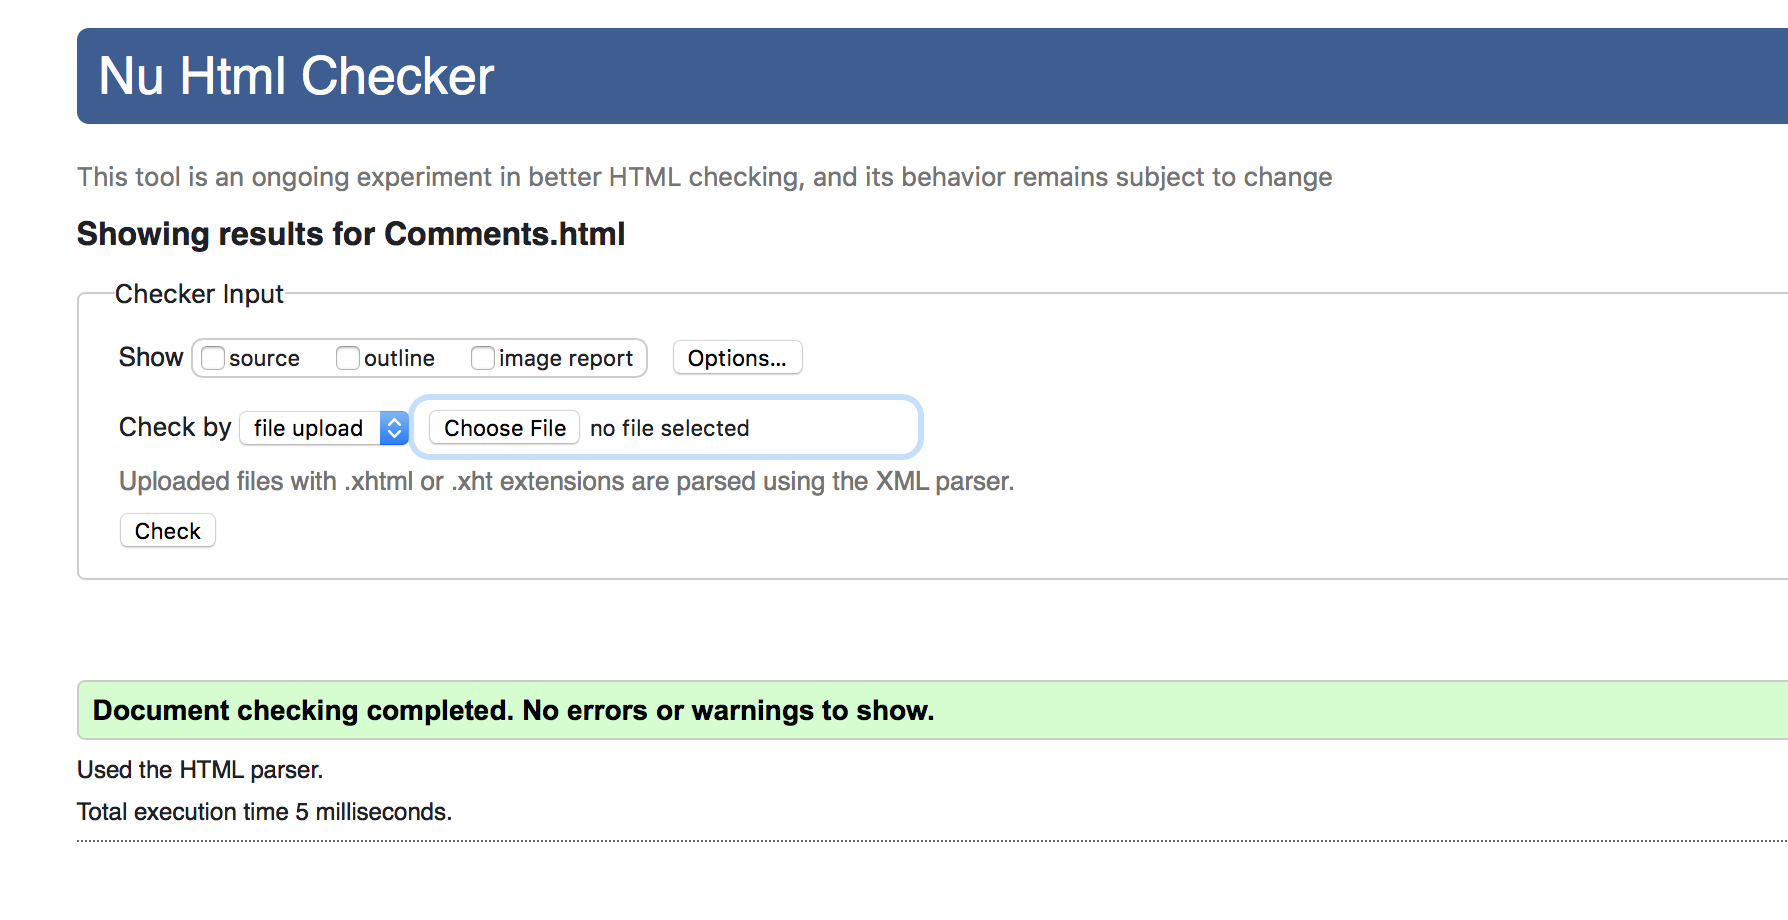 Nu Html Checker
This tool is an ongoing experiment in better HTML checking, and its behavior remains subject to change
Showing results for Comments.html
Checker Input
Show source outline image report Options...
Check by file upload Choose File no file selected
Uploaded files with .xhtml or .xht extensions are parsed using the XML parser.
Check
Document checking completed. No errors or warnings to show.
Used the HTML parser.
Total execution time 5 milliseconds.